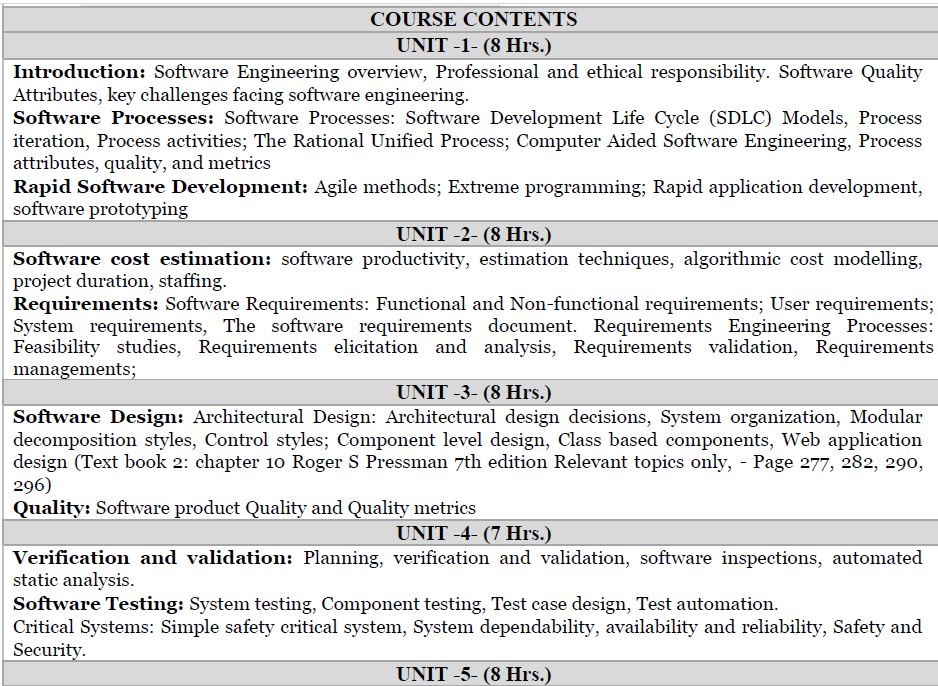 COURSE CONTENTS
UNIT -1- (8 Hrs.)
Introduction: Software Engineering overview, Professional and ethical responsibility. Software Quality
Attributes, key challenges facing software engineering.
Software Processes: Software Processes: Software Development Life Cycle (SDLC) Models, Process
iteration, Process activities; The Rational Unified Process; Computer Aided Software Engineering, Process
attributes, quality, and metrics
Rapid Software Development: Agile methods; Extreme programming; Rapid application development,
software prototyping
UNIT -2- (8 Hrs.)
Software cost estimation: software productivity, estimation techniques, algorithmic cost modelling,
project duration, staffing.
Requirements: Software Requirements: Functional and Non-functional requirements; User requirements;
System requirements, The software requirements document. Requirements Engineering Processes:
Feasibility studies, Requirements elicitation and analysis, Requirements validation, Requirements
managements;
UNIT -3- (8 Hrs.)
Software Design: Architectural Design: Architectural design decisions, System organization, Modular
decomposition styles, Control styles; Component level design, Class based components, Web application
design (Text book 2: chapter 10 Roger S Pressman 7th edition Relevant topics only, - Page 277, 282, 290,
296)
Quality: Software product Quality and Quality metrics
UNIT -4- (7 Hrs.)
Verification and validation: Planning, verification and validation, software inspections, automated
static analysis.
Software Testing: System testing, Component testing, Test case design, Test automation.
Critical Systems: Simple safety critical system, System dependability, availability and reliability, Safety and
Security.
UNIT -5- (8 Hrs.)